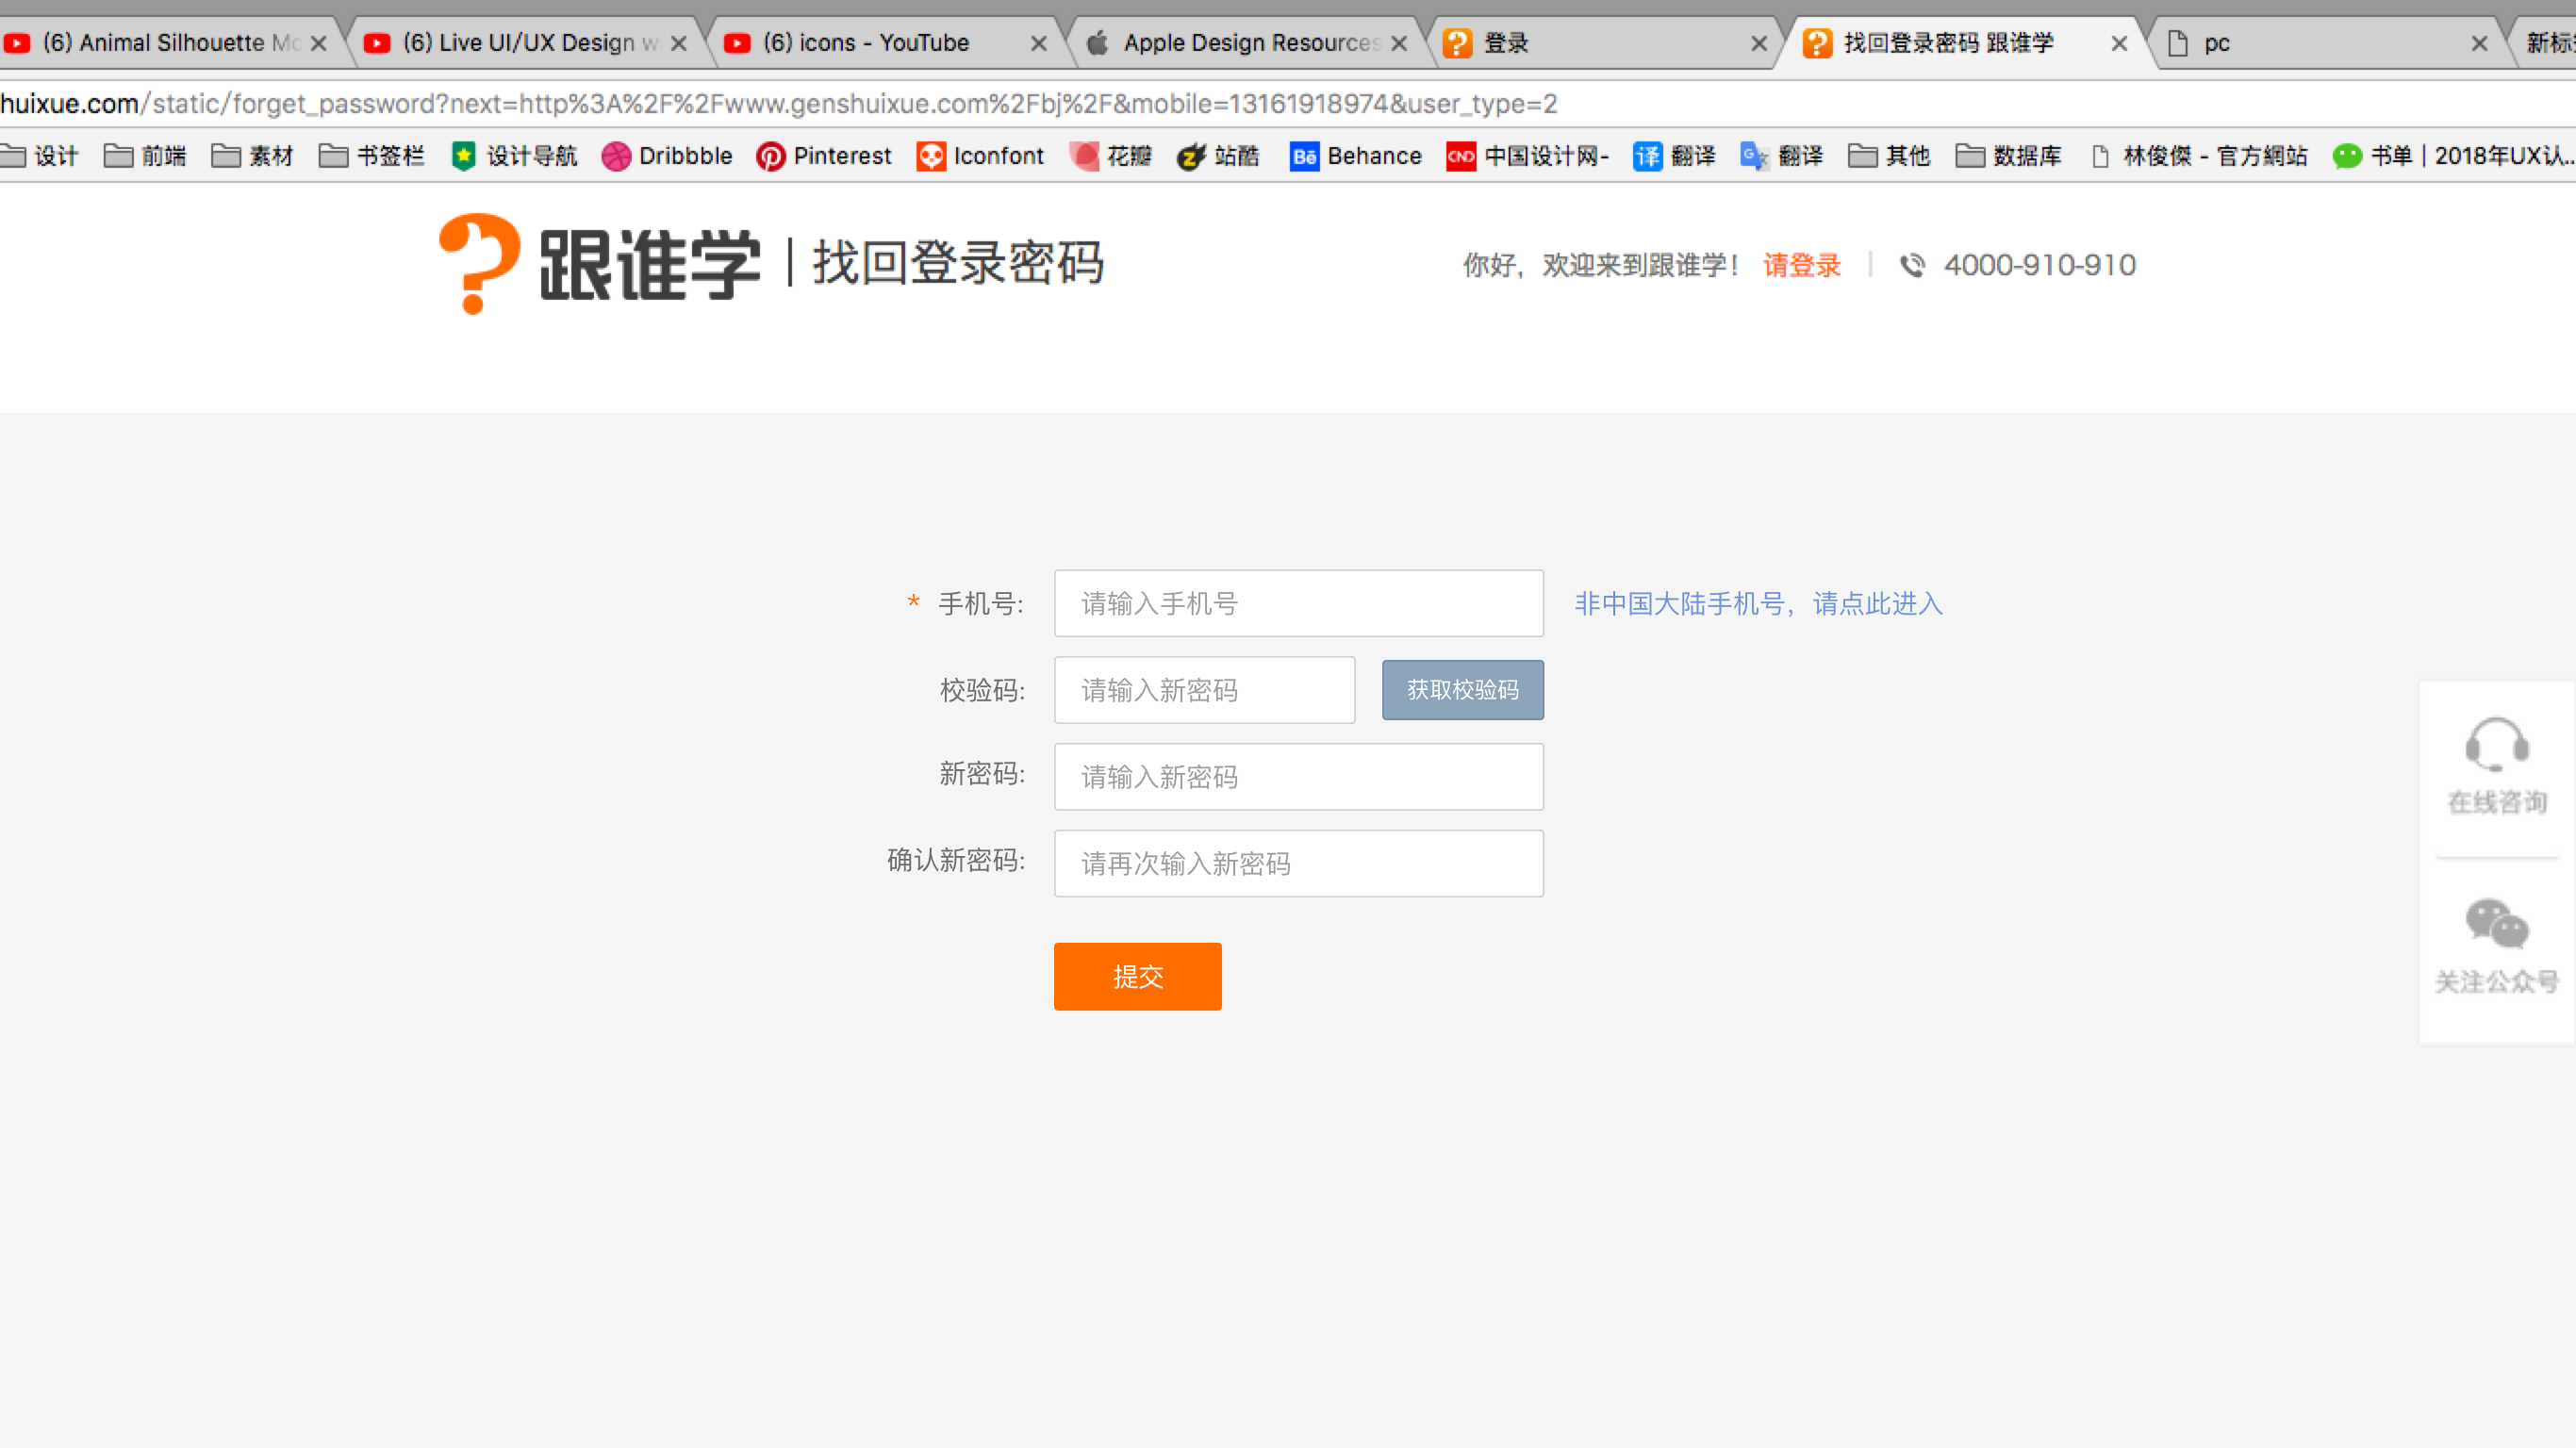 (6) Animal Silhouette Mo
(6) Live UI/UX Design w
(6) icons - YouTube
Apple Design Resources
登录
找回登录密码 跟谁学
pc
新标
huixue.com/static/forget_password?next=http%3A%2F%2Fwww.genshuixue.com%2Fbj%2F&mobile=13161918974&user_type=2
设计 前端 素材 书签栏 设计导航 Dribbble Pinterest Iconfont 花瓣 站酷 Behance 中国设计网- 翻译 翻译 其他 数据库 林俊傑 - 官方網站 书单 | 2018年UX认...
跟谁学 | 找回登录密码
你好，欢迎来到跟谁学！ 请登录 | 4000-910-910
* 手机号: 请输入手机号 非中国大陆手机号，请点此进入
校验码: 请输入新密码 获取校验码
新密码: 请输入新密码
确认新密码: 请再次输入新密码
提交
在线咨询
关注公众号